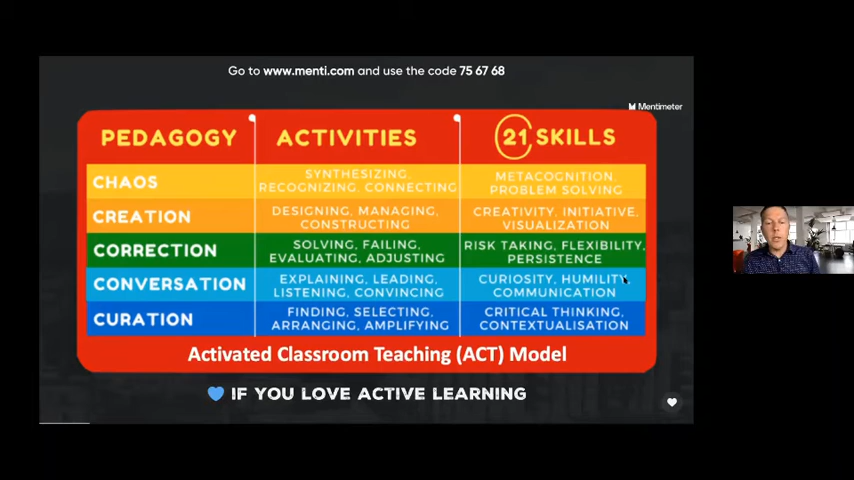 Go to www.menti.com and use the code 75 67 68
Mentimeter
PEDAGOGY ACTIVITIES 21 SKILLS
CHAOS
SYNTHESIZING,
RECOGNIZING, CONNECTING
METACOGNITION,
PROBLEM SOLVING
CREATION
DESIGNING, MANAGING,
CONSTRUCTING
CREATIVITY, INITIATIVE,
VISUALIZATION
CORRECTION
SOLVING, FAILING,
EVALUATING, ADJUSTING
RISK TAKING, FLEXIBILITY,
PERSISTENCE
CONVERSATION
EXPLAINING, LEADING,
LISTENING, CONVINCING
CURIOSITY, HUMILITY,
COMMUNICATION
CURATION
FINDING, SELECTING,
ARRANGING, AMPLIFYING
CRITICAL THINKING,
CONTEXTUALISATION
Activated Classroom Teaching (ACT) Model
IF YOU LOVE ACTIVE LEARNING